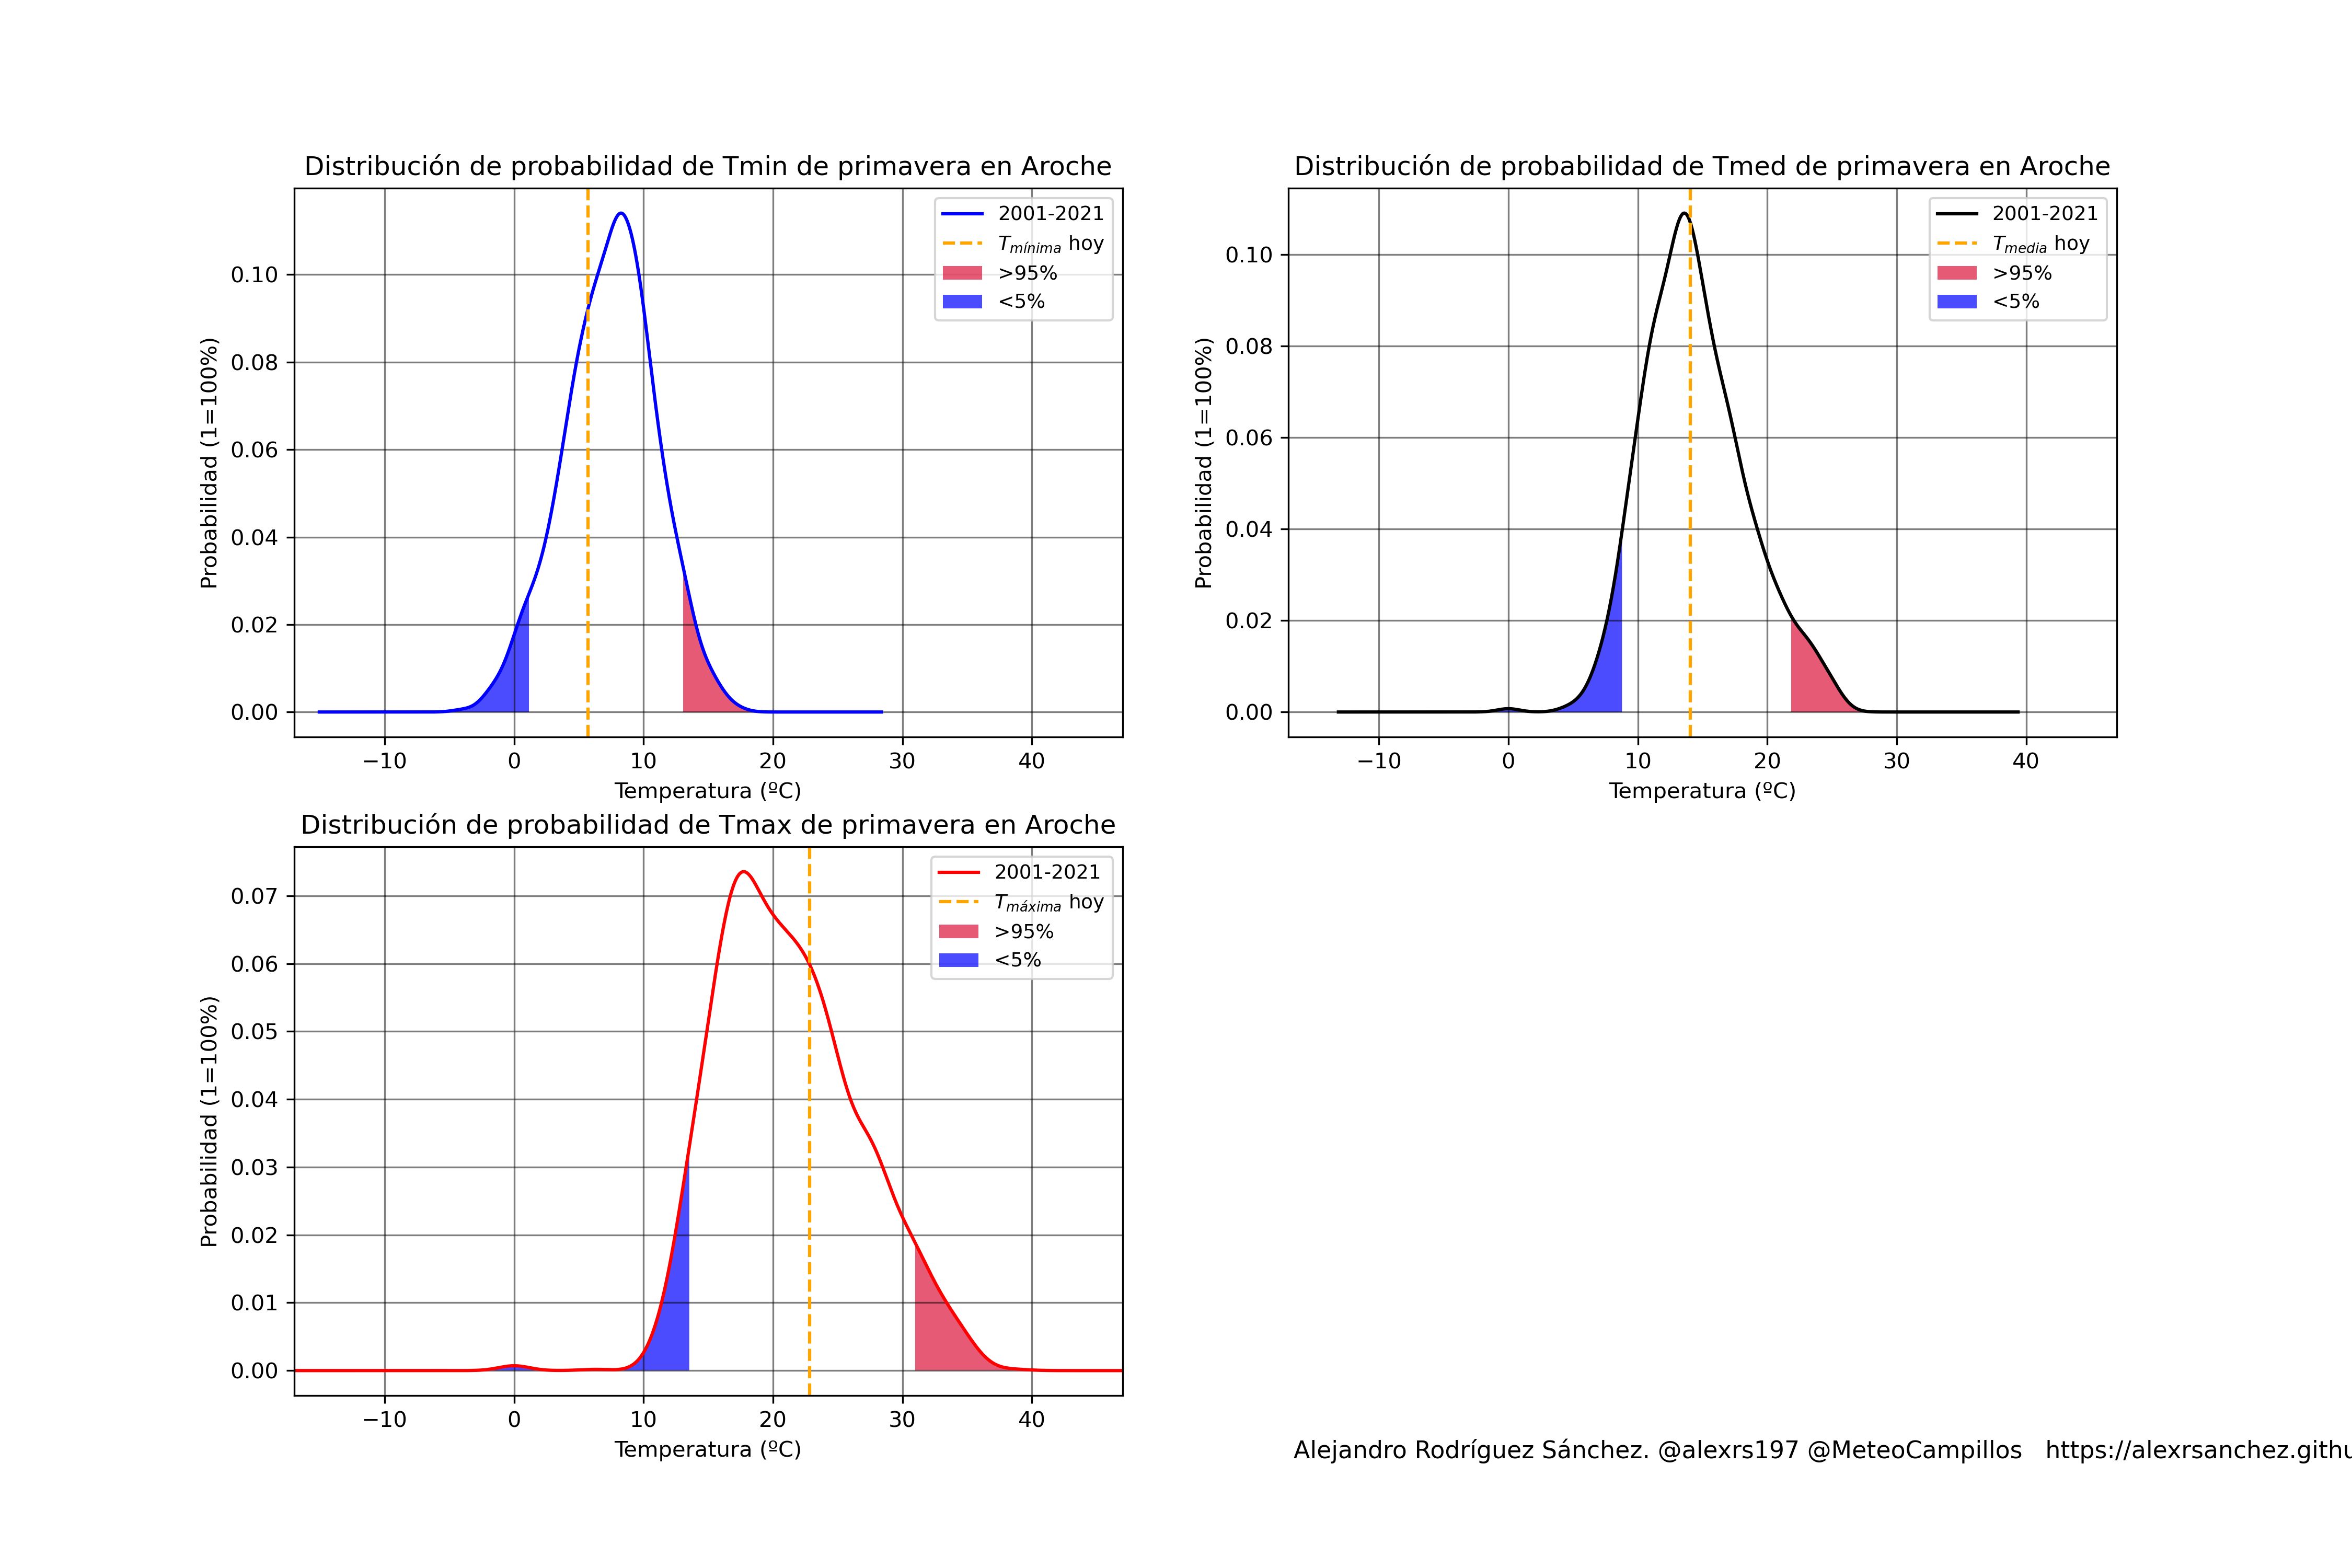 Distribución de probabilidad de Tmin de primavera en Aroche
Probabilidad (1=100%)
0.10
0.08
0.06
0.04
0.02
0.00
−10 0 10 20 30 40
Temperatura (ºC)
2001-2021
Tmínima hoy
>95%
<5%
Distribución de probabilidad de Tmed de primavera en Aroche
Probabilidad (1=100%)
0.10
0.08
0.06
0.04
0.02
0.00
−10 0 10 20 30 40
Temperatura (ºC)
2001-2021
Tmedia hoy
>95%
<5%
Distribución de probabilidad de Tmax de primavera en Aroche
Probabilidad (1=100%)
0.07
0.06
0.05
0.04
0.03
0.02
0.01
0.00
−10 0 10 20 30 40
Temperatura (ºC)
2001-2021
Tmáxima hoy
>95%
<5%
Alejandro Rodríguez Sánchez. @alexrs197 @MeteoCampillos https://alexrsanchez.githu